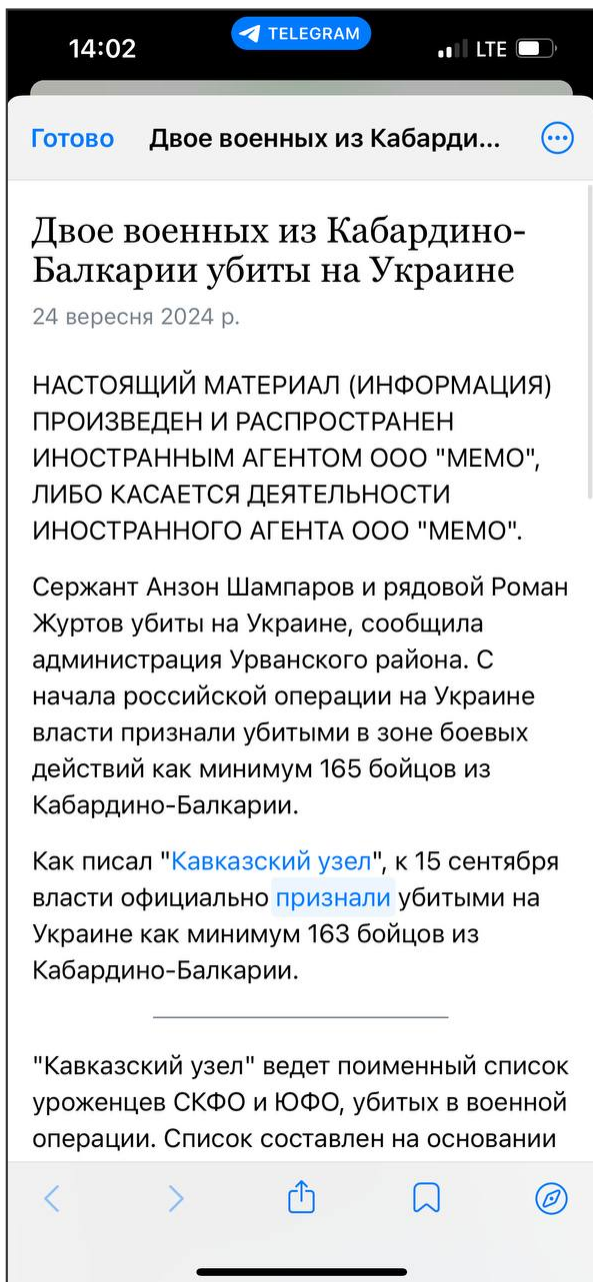 14:02
TELEGRAM
LTE
Готово
Двое военных из Кабарди...
Двое военных из Кабардино-
Балкарии убиты на Украине
24 вересня 2024 р.
НАСТОЯЩИЙ МАТЕРИАЛ (ИНФОРМАЦИЯ)
ПРОИЗВЕДЕН И РАСПРОСТРАНЕН
ИНОСТРАННЫМ АГЕНТОМ ООО "МЕМО",
ЛИБО КАСАЕТСЯ ДЕЯТЕЛЬНОСТИ
ИНОСТРАННОГО АГЕНТА ООО "МЕМО".
Сержант Анзон Шампаров и рядовой Роман
Журтов убиты на Украине, сообщила
администрация Урванского района. С
начала российской операции на Украине
власти признали убитыми в зоне боевых
действий как минимум 165 бойцов из
Кабардино-Балкарии.
Как писал "Кавказский узел", к 15 сентября
власти официально признали убитыми на
Украине как минимум 163 бойцов из
Кабардино-Балкарии.
"Кавказский узел" ведет поименный список
уроженцев СКФО и ЮФО, убитых в военной
операции. Список составлен на основании